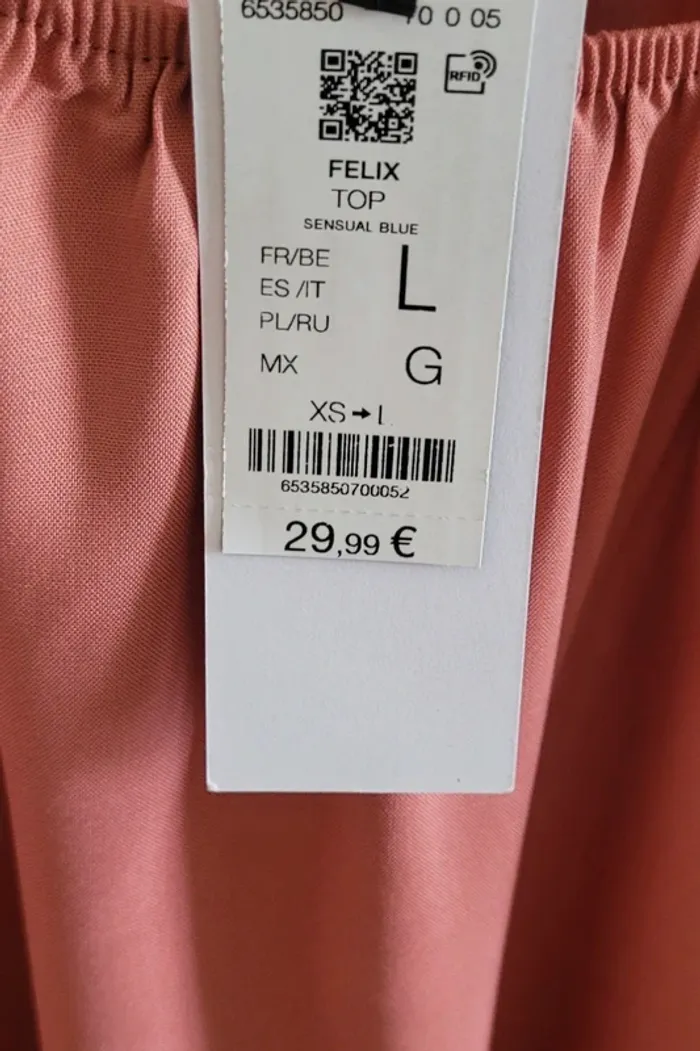 6535850 70 0 05
RFID
FELIX
TOP
SENSUAL BLUE
FR/BE
ES /IT
PL/RU
L
MX G
XS→L
6535850700052
29,99 €